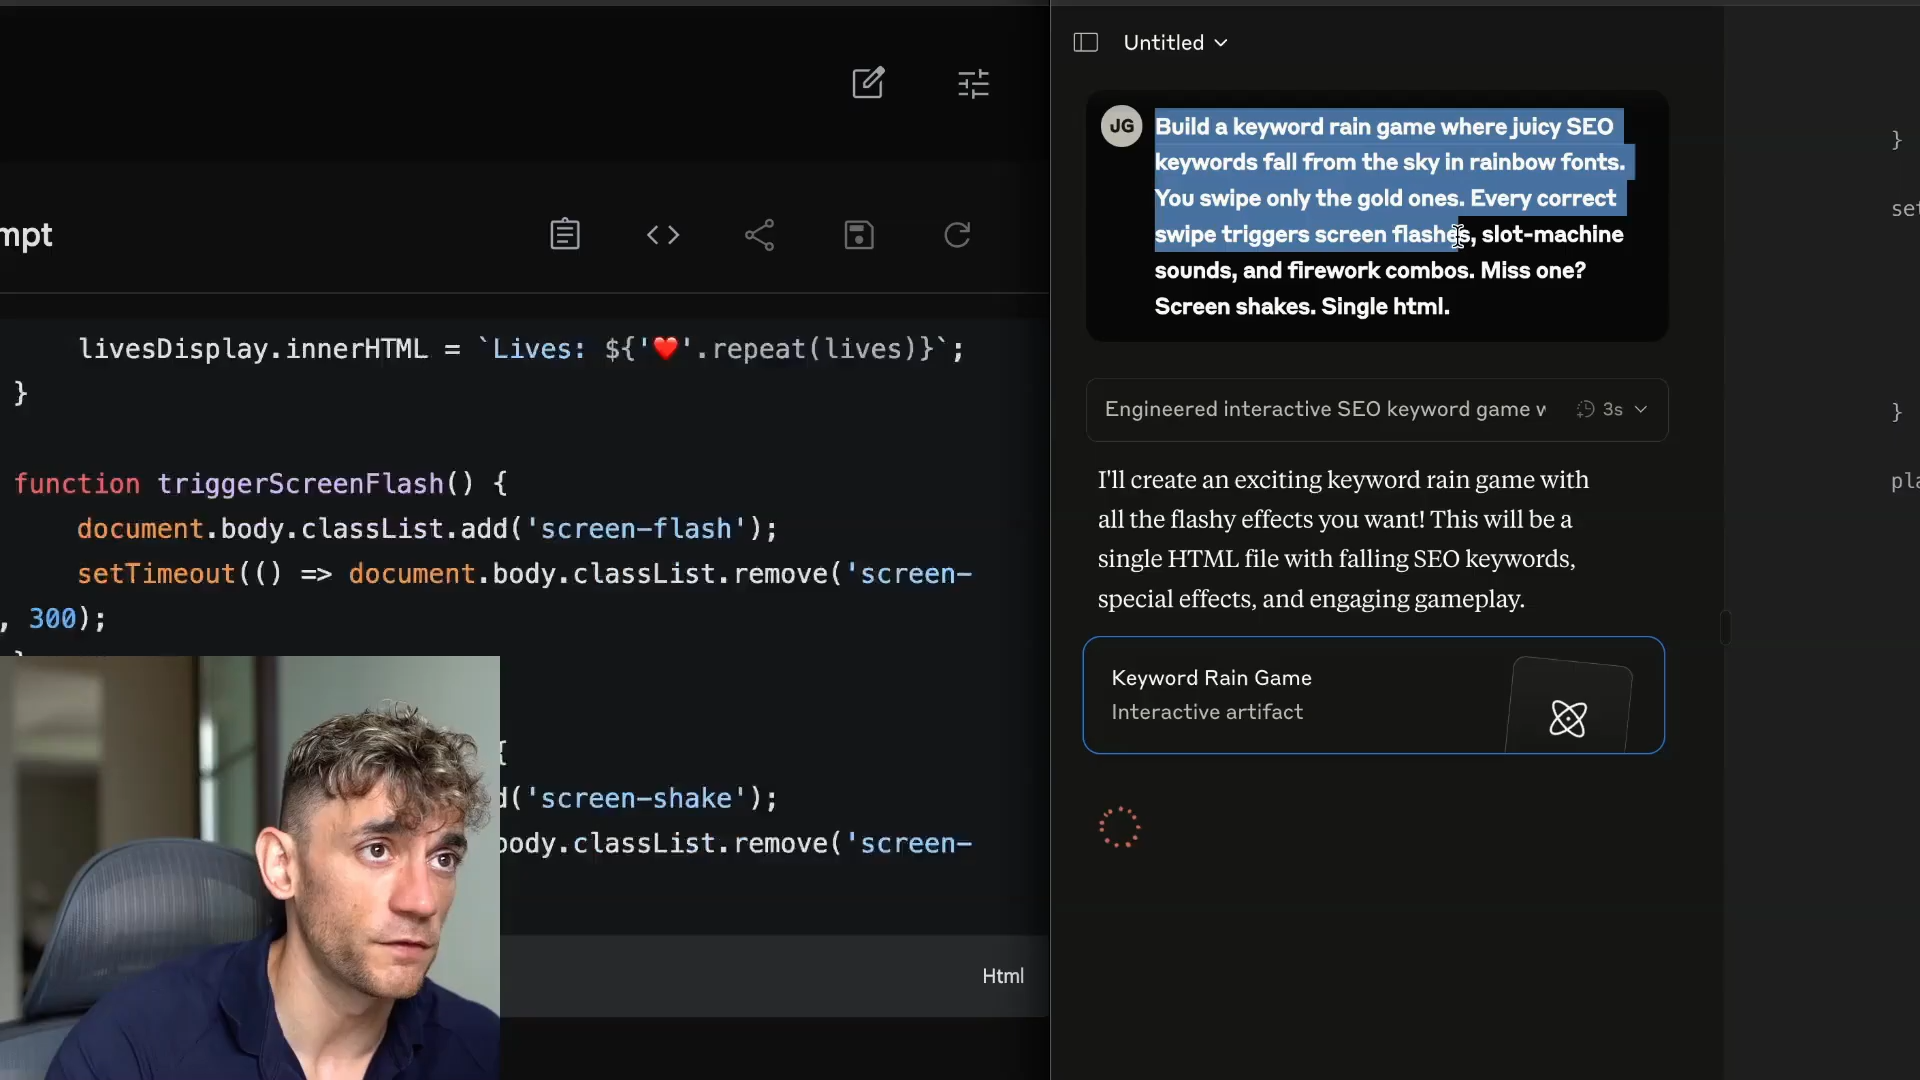 mpt
livesDisplay.innerHTML = `Lives: ${'❤️'.repeat(lives)}`;
}
function triggerScreenFlash() {
document.body.classList.add('screen-flash');
setTimeout(() => document.body.classList.remove('screen-
, 300);
{
d('screen-shake');
body.classList.remove('screen-
Html
Untitled
JG
Build a keyword rain game where juicy SEO
keywords fall from the sky in rainbow fonts.
You swipe only the gold ones. Every correct
swipe triggers screen flashes, slot-machine
sounds, and firework combos. Miss one?
Screen shakes. Single html.
Engineered interactive SEO keyword game w
3s
I'll create an exciting keyword rain game with
all the flashy effects you want! This will be a
single HTML file with falling SEO keywords,
special effects, and engaging gameplay.
Keyword Rain Game
Interactive artifact
}
set
}
pla